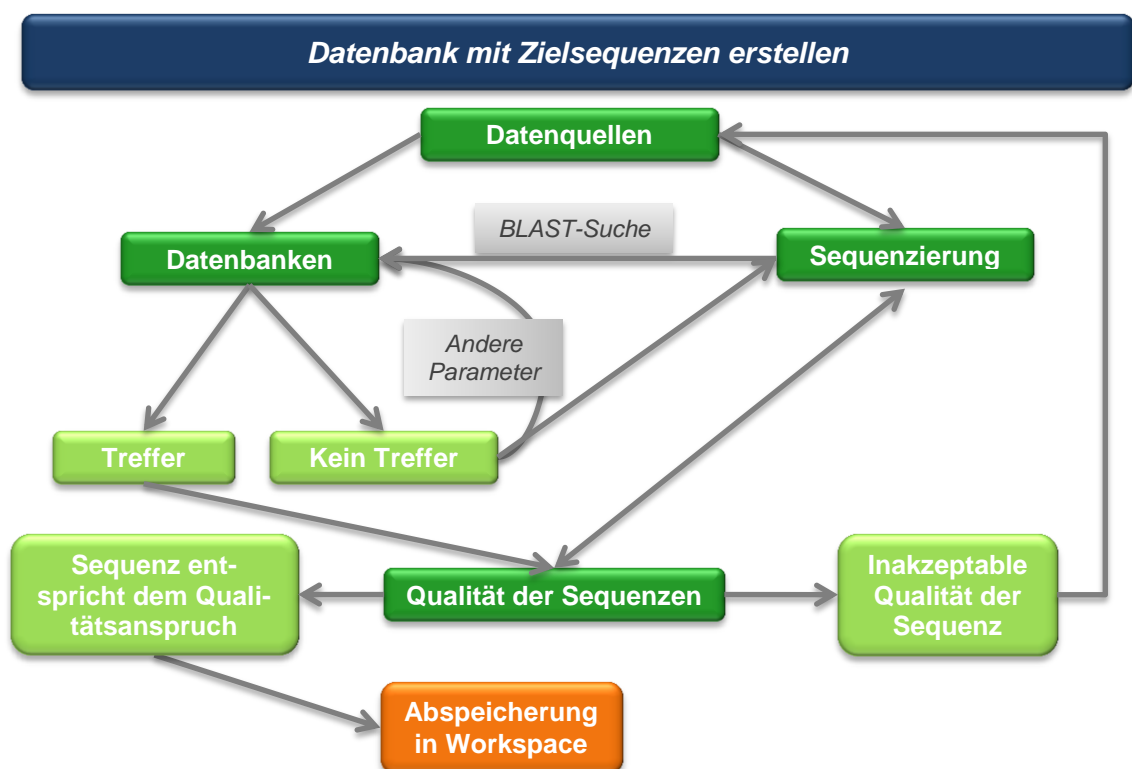 Datenbank mit Zielsequenzen erstellen
Datenquellen
BLAST-Suche
Datenbanken
Sequenzierung
Andere
Parameter
Treffer
Kein Treffer
Sequenz ent-
spricht dem Quali-
tätsanspruch
Qualität der Sequenzen
Inakzeptable
Qualität der
Sequenz
Abspeicherung
in Workspace